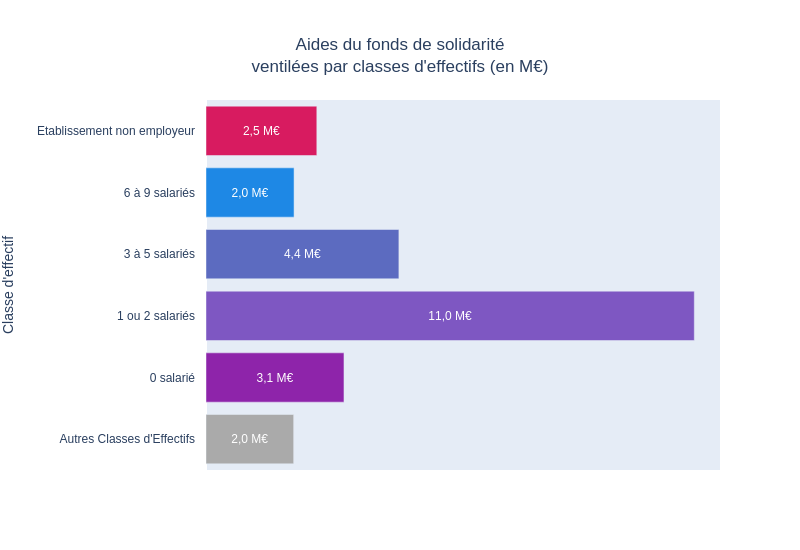 Aides du fonds de solidarité
ventilées par classes d'effectifs (en M€)
Classe d'effectif
Etablissement non employeur
2,5 M€
6 à 9 salariés
2,0 M€
3 à 5 salariés
4,4 M€
1 ou 2 salariés
11,0 M€
0 salarié
3,1 M€
Autres Classes d'Effectifs
2,0 M€